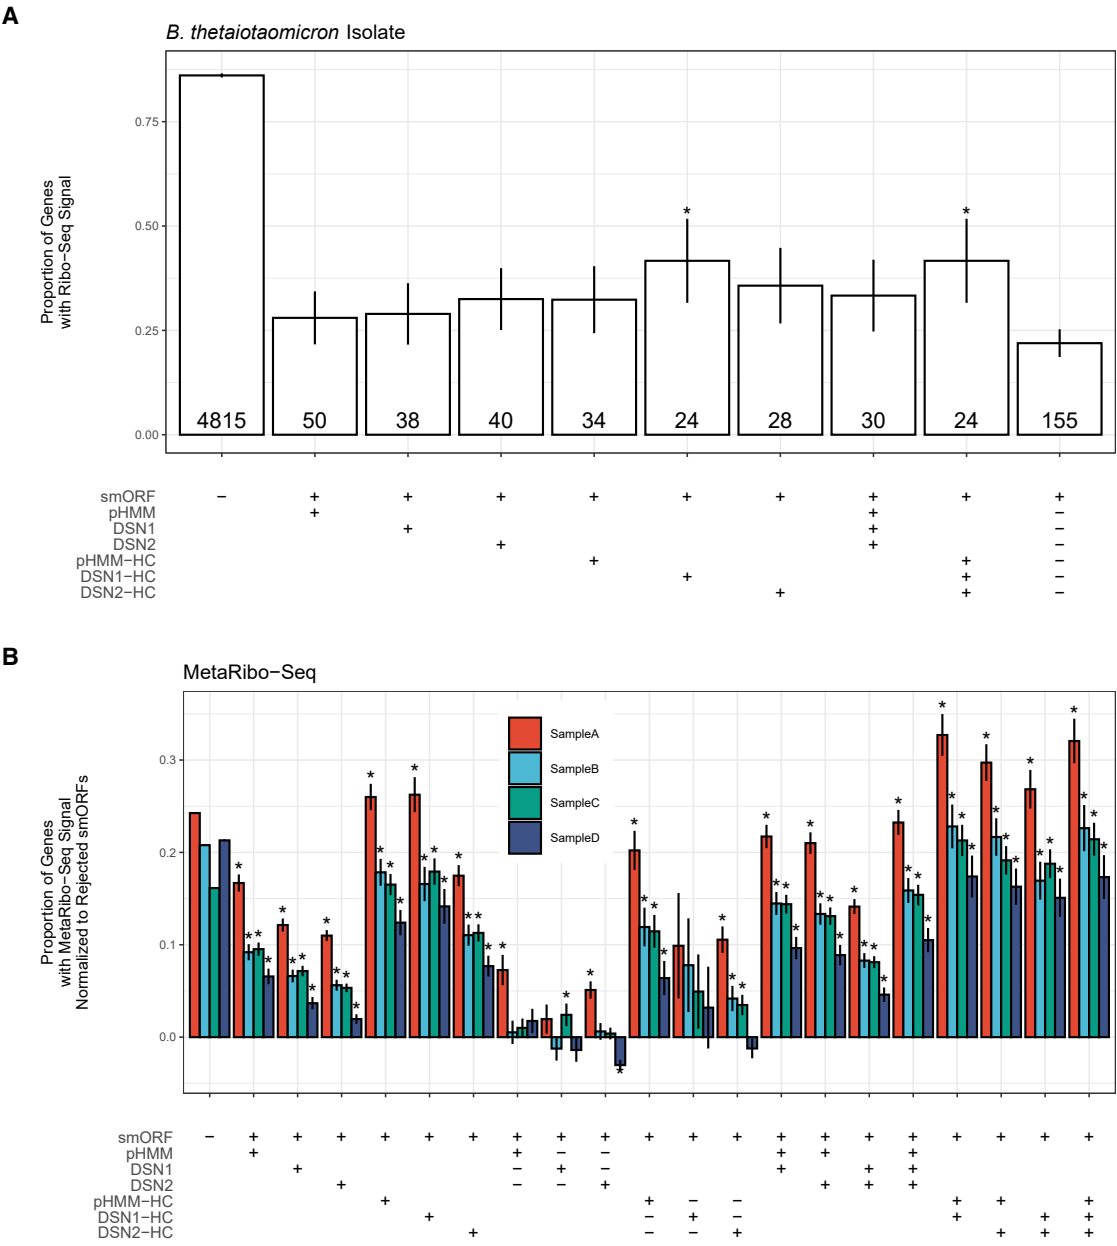 A
B. thetaiotaomicron Isolate
Proportion of Genes
with Ribo−Seq Signal
0.75
0.50
0.25
0.00
* *
4815 50 38 40 34 24 28 30 24 155
smORF − + + + + + + + + +
pHMM + + −
DSN1 + + −
DSN2 + + −
pHMM−HC + + −
DSN1−HC + + −
DSN2−HC + + −
B
MetaRibo−Seq
Proportion of Genes
with MetaRibo−Seq Signal
Normalized to Rejected smORFs
0.3
0.2
0.1
0.0
SampleA
SampleB
SampleC
SampleD
smORF − + + + + + + + + + + + + + + + + + + + +
pHMM + + − − + + +
DSN1 + − + − + + +
DSN2 + − − + + + +
pHMM−HC + + − − + + +
DSN1−HC + − + − + + +
DSN2−HC + − − + + + +